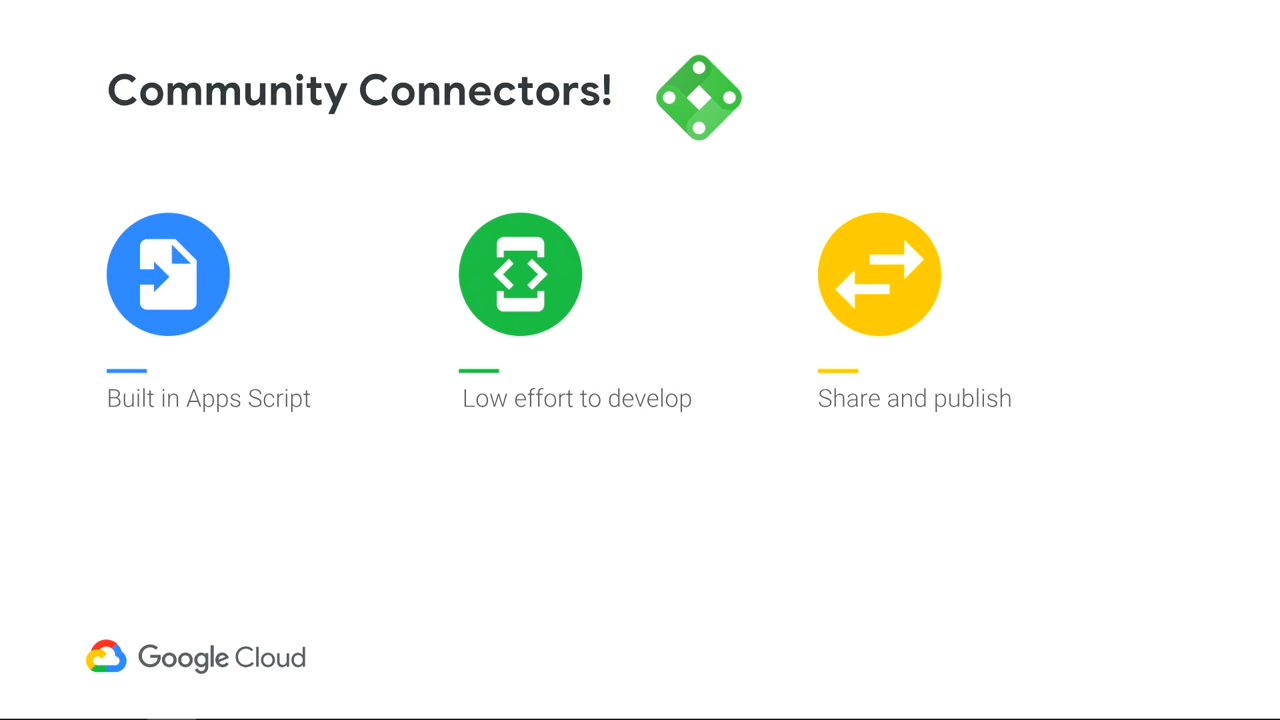 Community Connectors!
Built in Apps Script
Low effort to develop
Share and publish
Google Cloud